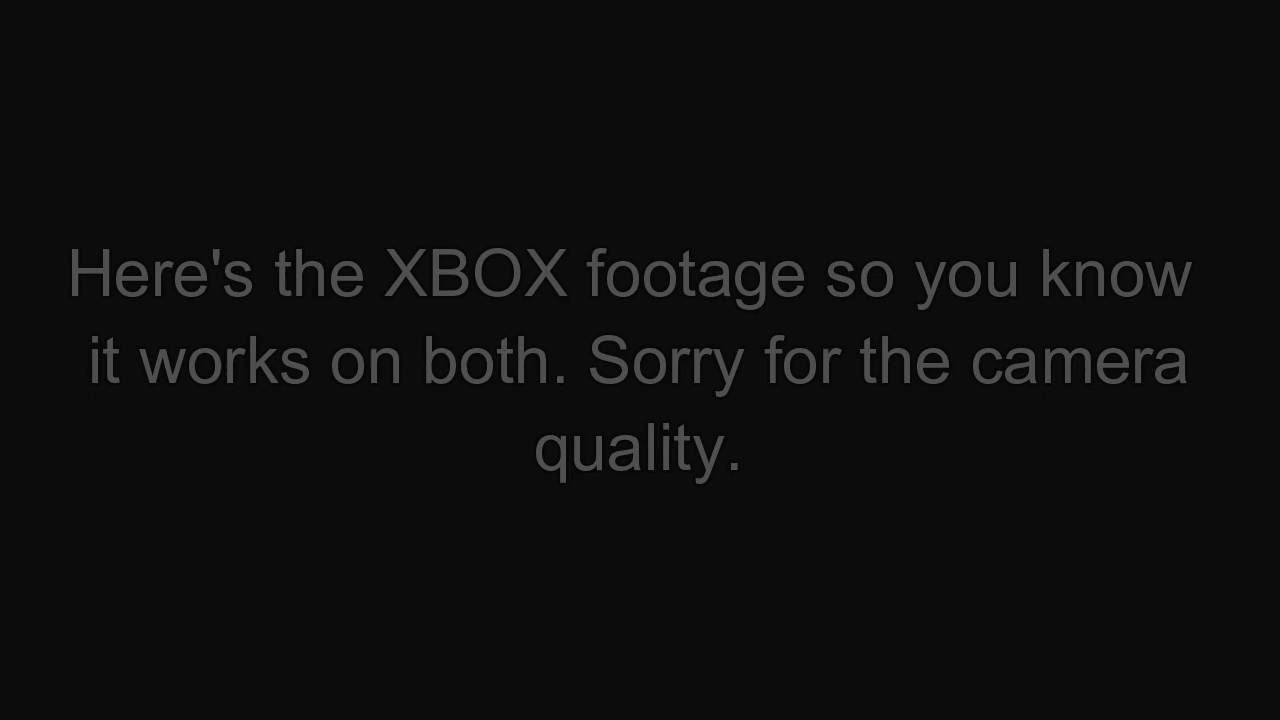 Here's the XBOX footage so you know
it works on both. Sorry for the camera
quality.